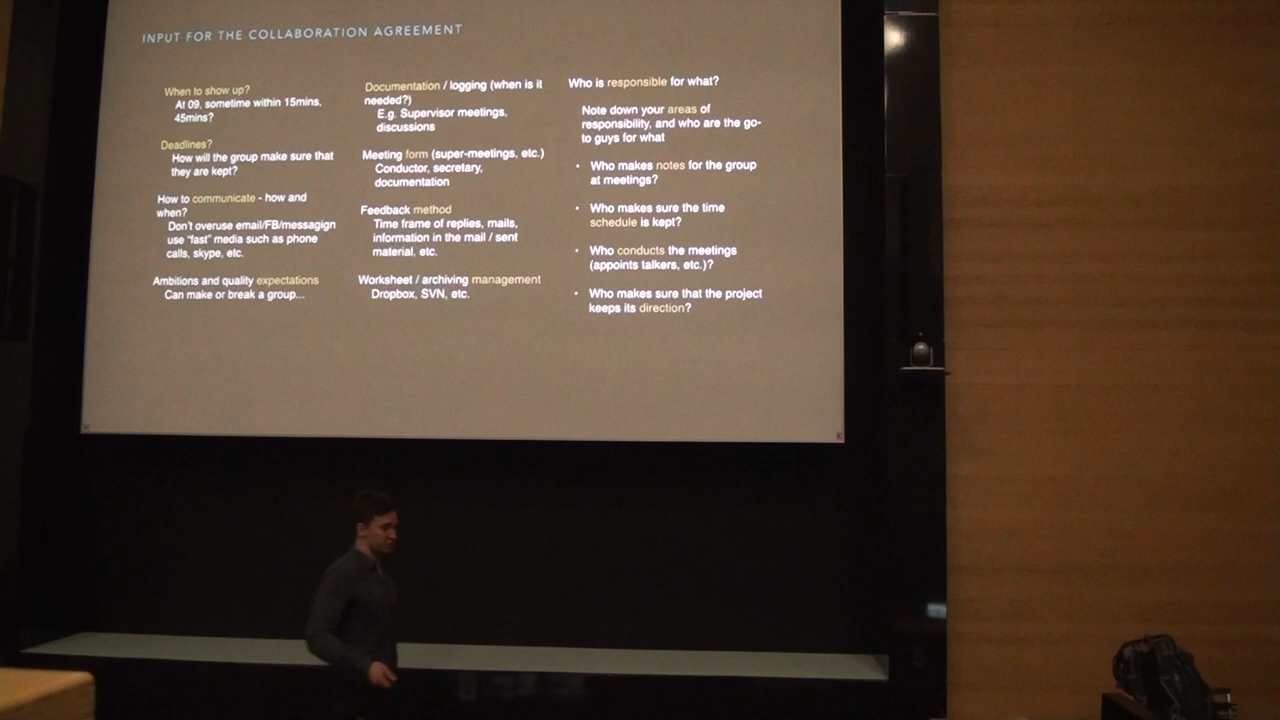 INPUT FOR THE COLLABORATION AGREEMENT
When to show up?
At 09, sometime within 15mins,
45mins?
Deadlines?
How will the group make sure that
they are kept?
How to communicate - how and
when?
Don't overuse email/FB/messagign
use "fast" media such as phone
calls, skype, etc.
Ambitions and quality expectations
Can make or break a group...
Documentation / logging (when is it
needed?)
E.g. Supervisor meetings,
discussions
Meeting form (super-meetings, etc.)
Conductor, secretary,
documentation
Feedback method
Time frame of replies, mails,
information in the mail / sent
material, etc.
Worksheet / archiving management
Dropbox, SVN, etc.
Who is responsible for what?
Note down your areas of
responsibility, and who are the go-
to guys for what
• Who makes notes for the group
at meetings?
• Who makes sure the time
schedule is kept?
• Who conducts the meetings
(appoints talkers, etc.)?
• Who makes sure that the project
keeps its direction?